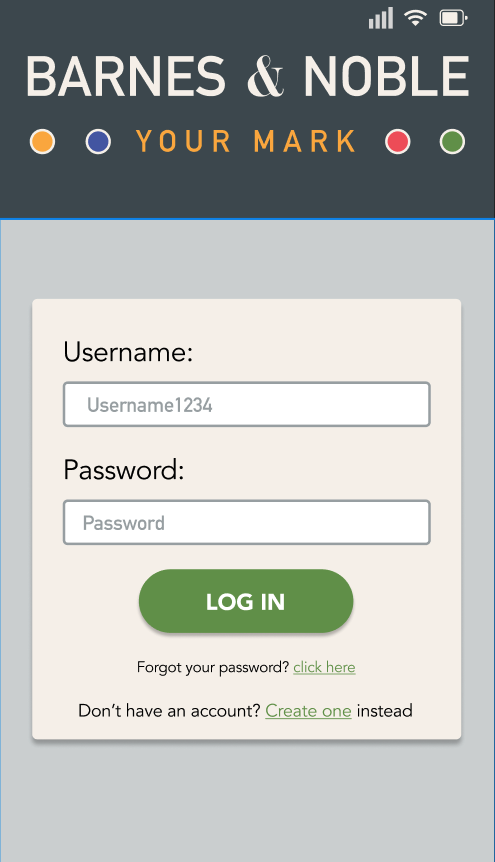 BARNES & NOBLE
YOUR MARK
Username:
Username1234
Password:
Password
LOG IN
Forgot your password? click here
Don’t have an account? Create one instead